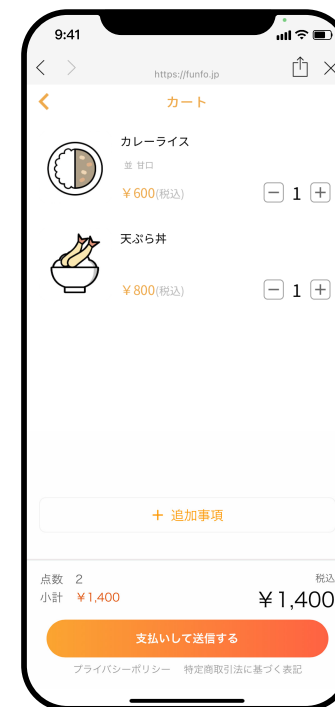 9:41
https://funfo.jp
カート
カレーライス
並 甘口
￥600(税込)
1
天ぷら丼
￥800(税込)
1
+ 追加事項
点数 2
税込
小計 ￥1,400
￥1,400
支払いして送信する
プライバシーポリシー 特定商取引法に基づく表記